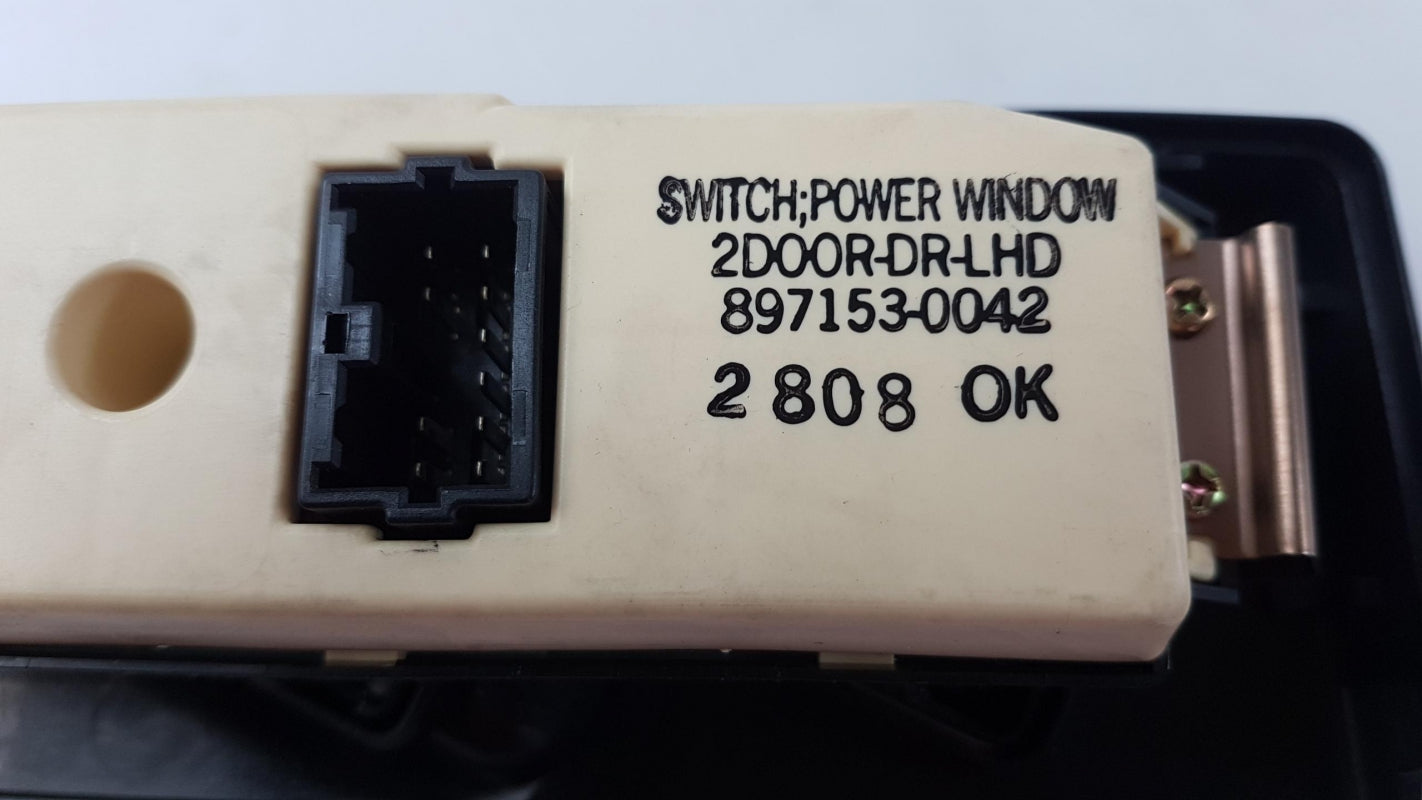 SWITCH;POWER WINDOW
2DOOR-DR-LHD
897153-0042
2808 OK